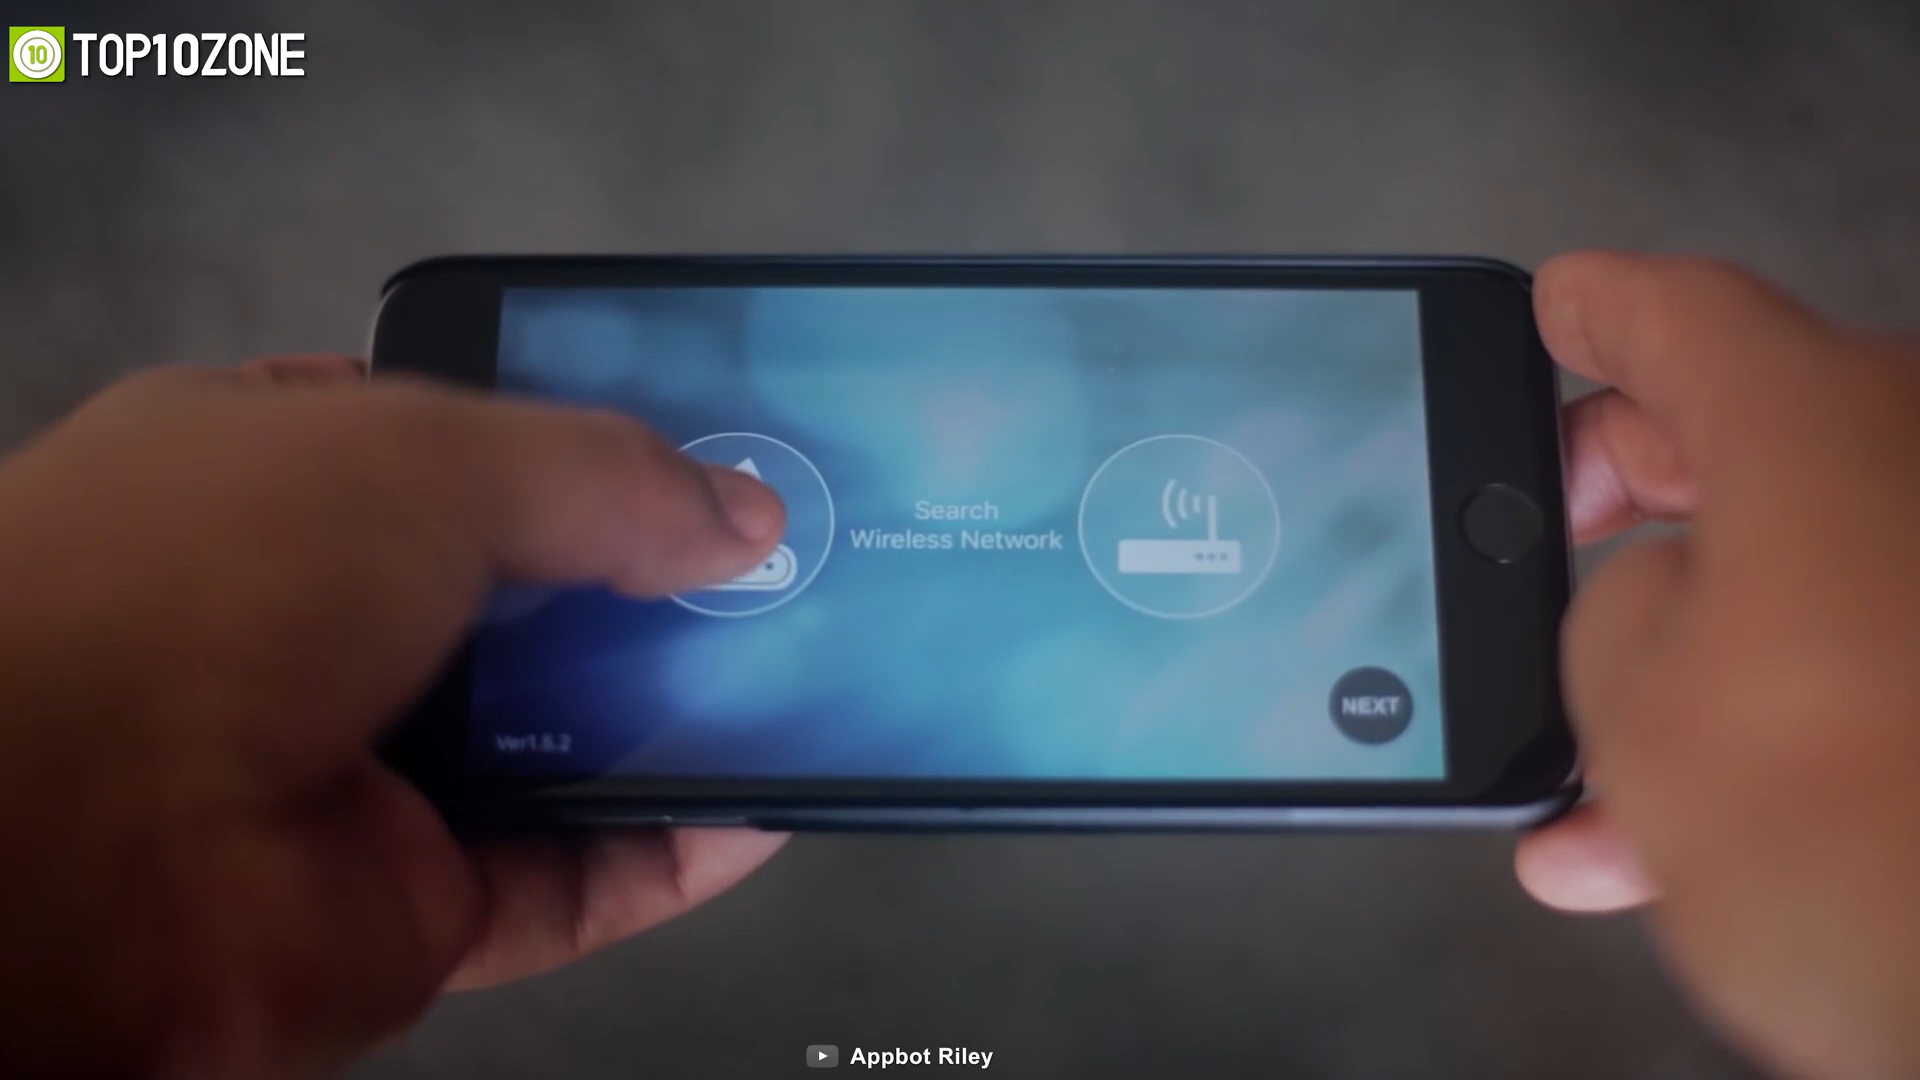 10 TOP10ZONE
Search
Wireless Network
NEXT
Ver1.5.2
Appbot Riley